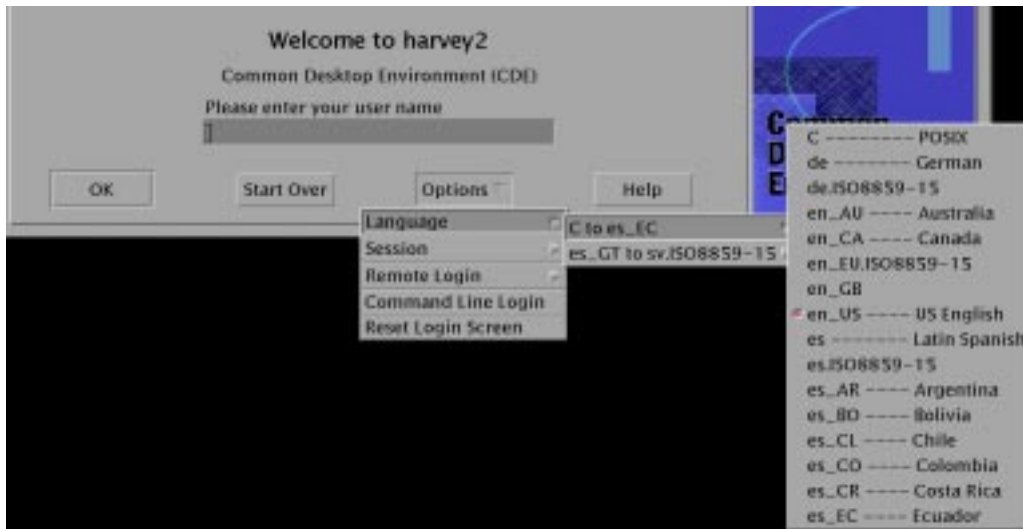 Welcome to harvey2
Common Desktop Environment (CDE)
Please enter your user name
OK
Start Over
Options
Help
Language
Session
Remote Login
Command Line Login
Reset Login Screen
C to es_EC
es_GT to sv.ISO8859-15
C -------- POSIX
de ------- German
de.ISO8859-15
en_AU ---- Australia
en_CA ---- Canada
en_EU.ISO8859-15
en_GB
en_US ---- US English
es ------- Latin Spanish
es.ISO8859-15
es_AR ---- Argentina
es_BO ---- Bolivia
es_CL ---- Chile
es_CO ---- Colombia
es_CR ---- Costa Rica
es_EC ---- Ecuador